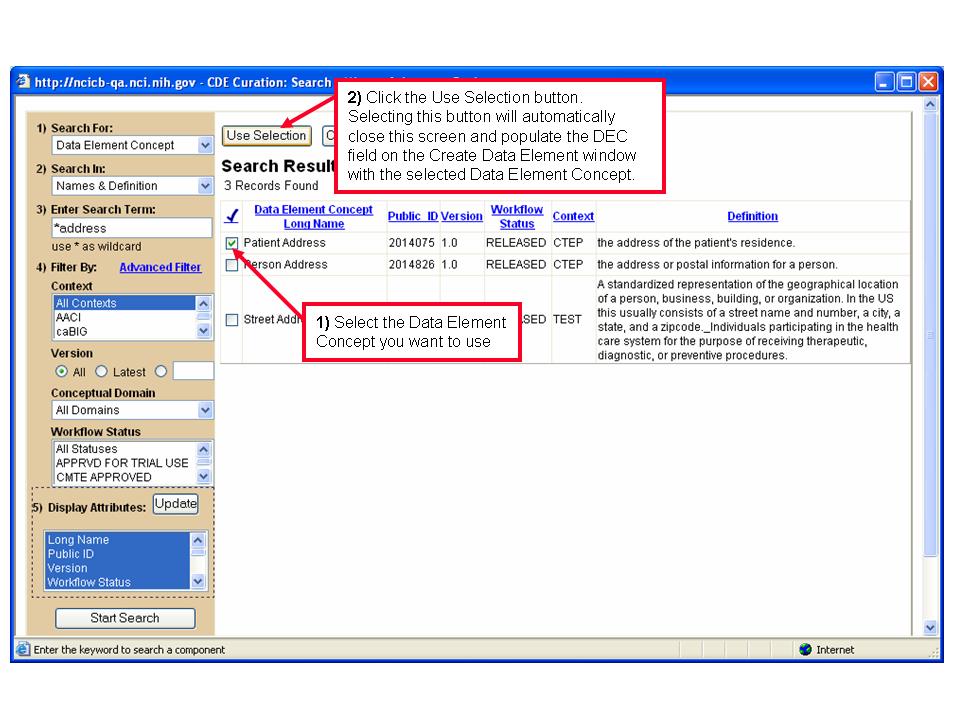 http://ncicb-qa.nci.nih.gov - CDE Curation: Search
2) Click the Use Selection button.
Selecting this button will automatically
close this screen and populate the DEC
field on the Create Data Element window
with the selected Data Element Concept.
1) Search For:
Data Element Concept
2) Search In:
Names & Definition
3) Enter Search Term:
*address
use * as wildcard
4) Filter By: Advanced Filter
Context
All Contexts
AACI
caBIG
Version
All Latest
Conceptual Domain
All Domains
Workflow Status
All Statuses
APPRVD FOR TRIAL USE
CMTE APPROVED
5) Display Attributes: Update
Long Name
Public ID
Version
Workflow Status
Start Search
Use Selection
Search Result
3 Records Found
Data Element Concept Long Name Public_ID Version Workflow Status Context Definition
Patient Address 2014075 1.0 RELEASED CTEP the address of the patient's residence.
Person Address 2014826 1.0 RELEASED CTEP the address or postal information for a person.
Street Addr SED TEST
A standardized representation of the geographical location
of a person, business, building, or organization. In the US
this usually consists of a street name and number, a city, a
state, and a zipcode._Individuals participating in the health
care system for the purpose of receiving therapeutic,
diagnostic, or preventive procedures.
1) Select the Data Element
Concept you want to use
Enter the keyword to search a component
Internet